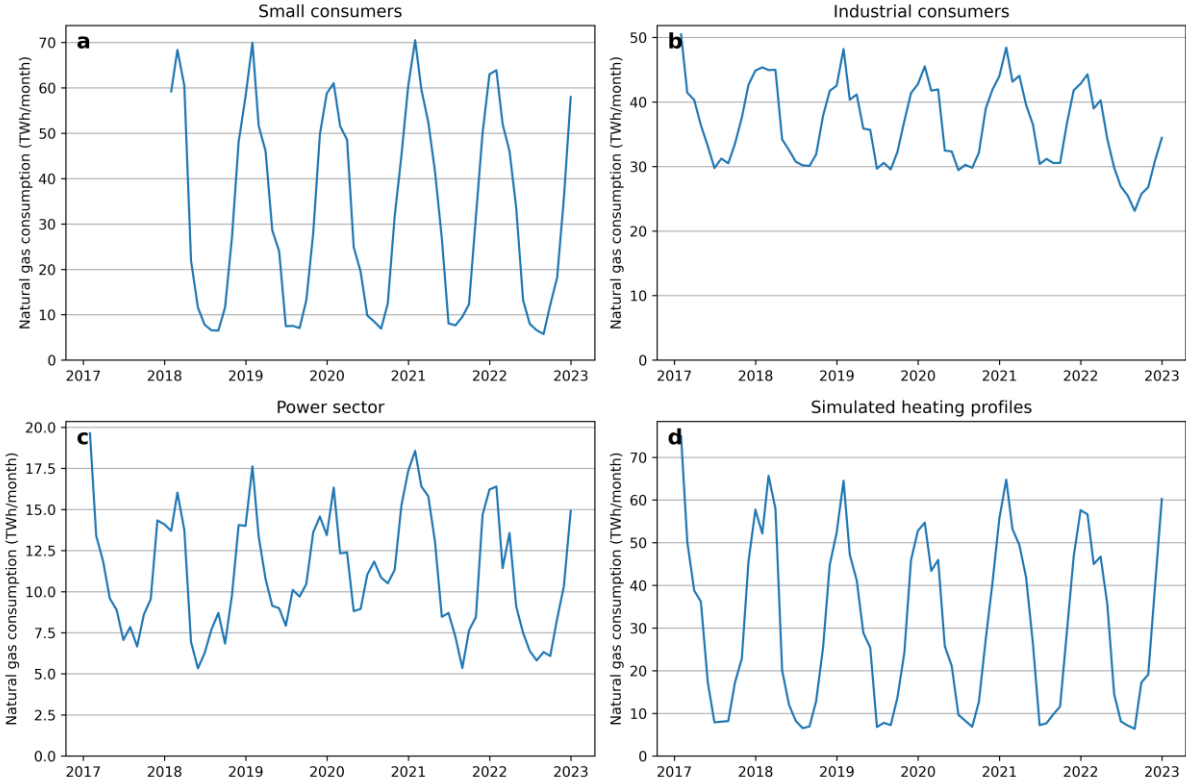 Small consumers
a
Natural gas consumption (TWh/month)
70
60
50
40
30
20
10
0
2017 2018 2019 2020 2021 2022 2023
Industrial consumers
b
Natural gas consumption (TWh/month)
50
40
30
20
10
0
2017 2018 2019 2020 2021 2022 2023
Power sector
c
Natural gas consumption (TWh/month)
20.0
17.5
15.0
12.5
10.0
7.5
5.0
2.5
0.0
2017 2018 2019 2020 2021 2022 2023
Simulated heating profiles
d
Natural gas consumption (TWh/month)
70
60
50
40
30
20
10
0
2017 2018 2019 2020 2021 2022 2023